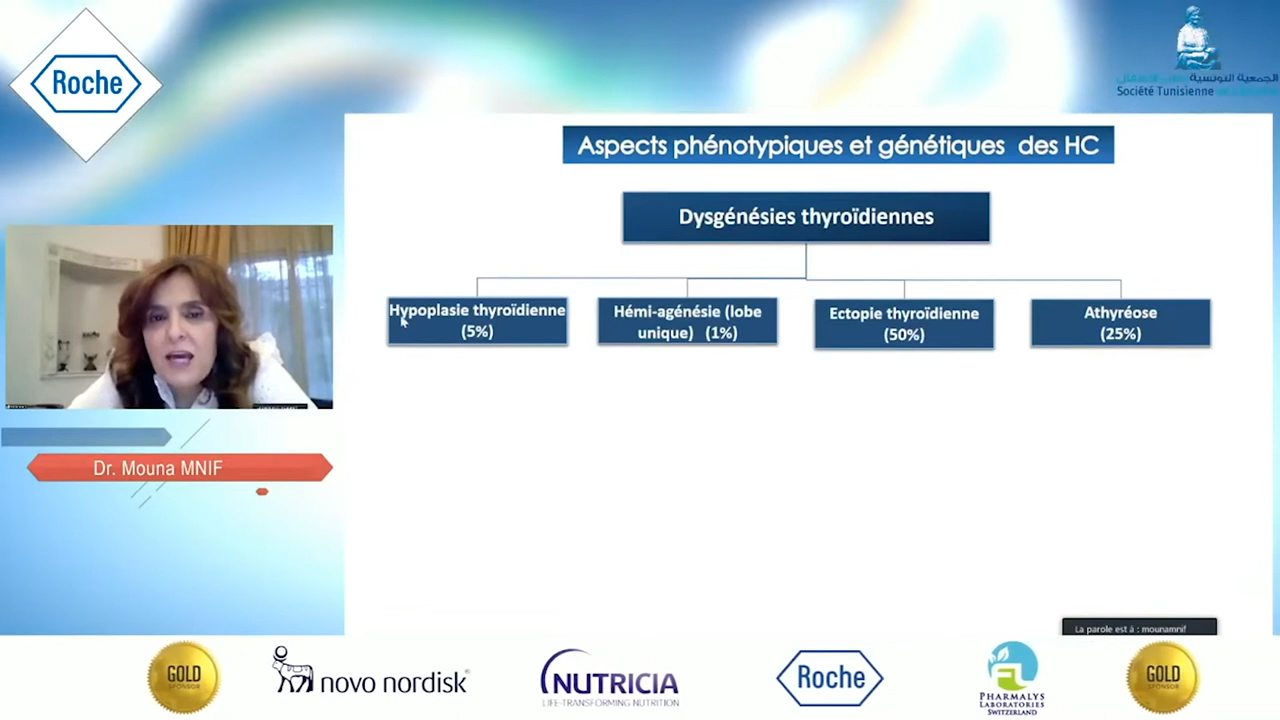 Roche
الجمعية التونسية
Société Tunisienne
Aspects phénotypiques et génétiques des HC
Dysgénésies thyroïdiennes
Hypoplasie thyroïdienne
(5%)
Hémi-agénésie (lobe
unique) (1%)
Ectopie thyroïdienne
(50%)
Athyréose
(25%)
Dr. Mouna MNIF
La parole est à : mounamnif
GOLD
SPONSOR
novo nordisk®
NUTRICIA
LIFE-TRANSFORMING NUTRITION
Roche
PHARMALYS
LABORATORIES
SWITZERLAND
GOLD
SPONSOR